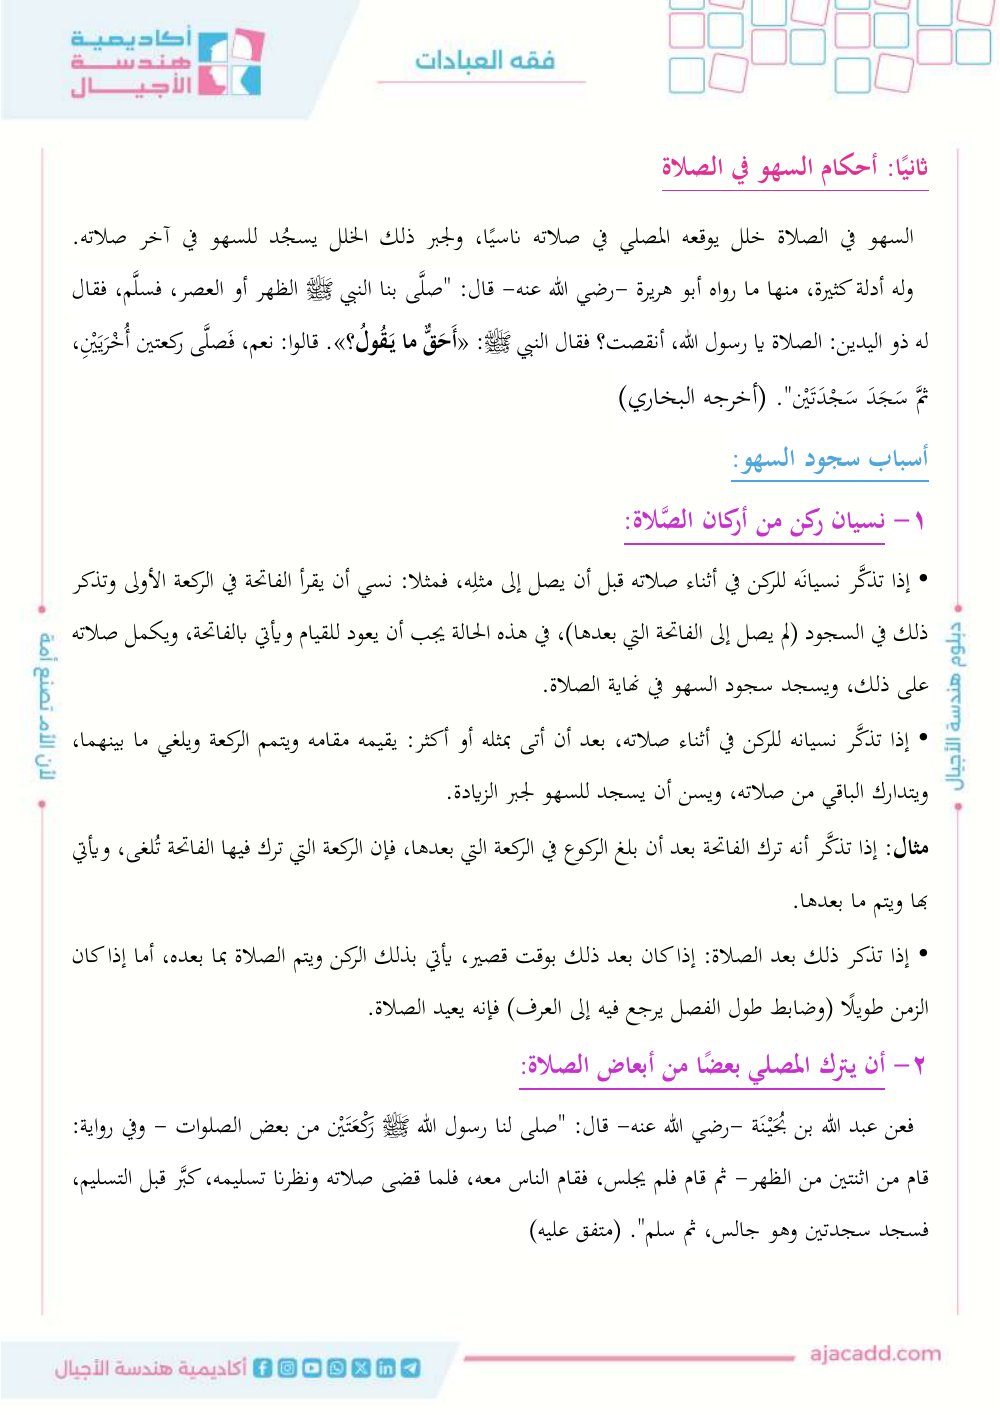 أكاديمية
هندسة
الأجيال
فقه العبادات
ثانيًا: أحكام السهو في الصلاة
السهو في الصلاة خلل يوقعه المصلي في صلاته ناسيًا، ولجبر ذلك الخلل يسجُد للسهو في آخر صلاته.
وله أدلة كثيرة، منها ما رواه أبو هريرة -رضي الله عنه- قال: "صلَّى بنا النبي ﷺ الظهر أو العصر، فسلَّم، فقال
له ذو اليدين: الصلاة يا رسول الله، أنقصت؟ فقال النبي ﷺ: «أَحَقٌّ ما يَقُولُ؟». قالوا: نعم، فَصلَّى ركعتين أُخْرَيَيْنِ،
ثمَّ سَجَدَ سَجْدَتَيْن". (أخرجه البخاري)
أسباب سجود السهو:
١- نسيان ركن من أركان الصَّلاة:
• إذا تذكَّر نسيانَه للركن في أثناء صلاته قبل أن يصل إلى مثلِه، فمثلا: نسي أن يقرأ الفاتحة في الركعة الأولى وتذكر
ذلك في السجود (لم يصل إلى الفاتحة التي بعدها)، في هذه الحالة يجب أن يعود للقيام ويأتي بالفاتحة، ويكمل صلاته
على ذلك، ويسجد سجود السهو في نهاية الصلاة.
• إذا تذكَّر نسيانه للركن في أثناء صلاته، بعد أن أتى بمثله أو أكثر: يقيمه مقامه ويتمم الركعة ويلغي ما بينهما،
ويتدارك الباقي من صلاته، ويسن أن يسجد للسهو لجبر الزيادة.
مثال: إذا تذكَّر أنه ترك الفاتحة بعد أن بلغ الركوع في الركعة التي بعدها، فإن الركعة التي ترك فيها الفاتحة تُلغى، ويأتي
بها ويتم ما بعدها.
• إذا تذكر ذلك بعد الصلاة: إذا كان بعد ذلك بوقت قصير، يأتي بذلك الركن ويتم الصلاة بما بعده، أما إذا كان
الزمن طويلًا (وضابط طول الفصل يرجع فيه إلى العرف) فإنه يعيد الصلاة.
٢- أن يترك المصلي بعضًا من أبعاض الصلاة:
فعن عبد الله بن بُحَيْنَة -رضي الله عنه- قال: "صلى لنا رسول الله ﷺ رَكْعَتَيْن من بعض الصلوات - وفي رواية:
قام من اثنتين من الظهر- ثم قام فلم يجلس، فقام الناس معه، فلما قضى صلاته ونظرنا تسليمه، كبَّر قبل التسليم،
فسجد سجدتين وهو جالس، ثم سلم". (متفق عليه)
دبلوم هندسة الأجيال
لأن الأم تصنع أمة
ajacadd.com
أكاديمية هندسة الأجيال